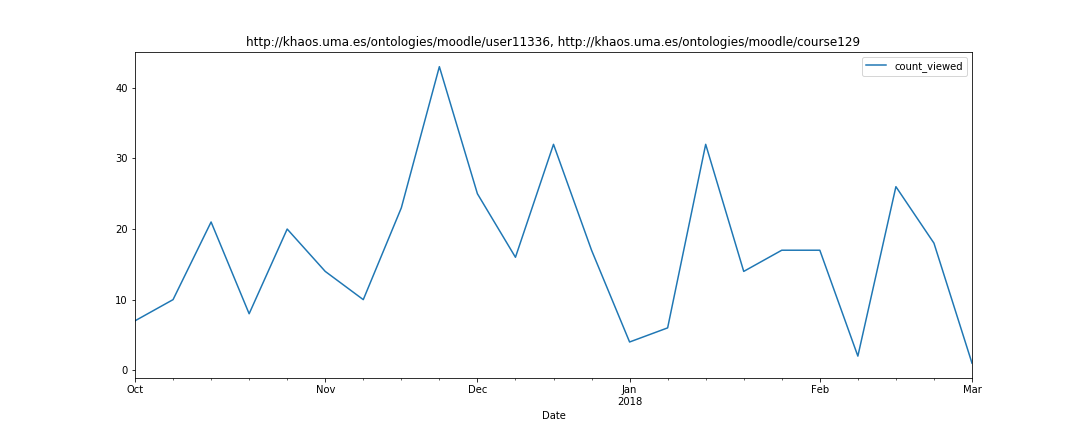 http://khaos.uma.es/ontologies/moodle/user11336, http://khaos.uma.es/ontologies/moodle/course129
count_viewed
40
30
20
10
0
Oct
Nov
Dec
Jan
2018
Feb
Mar
Date